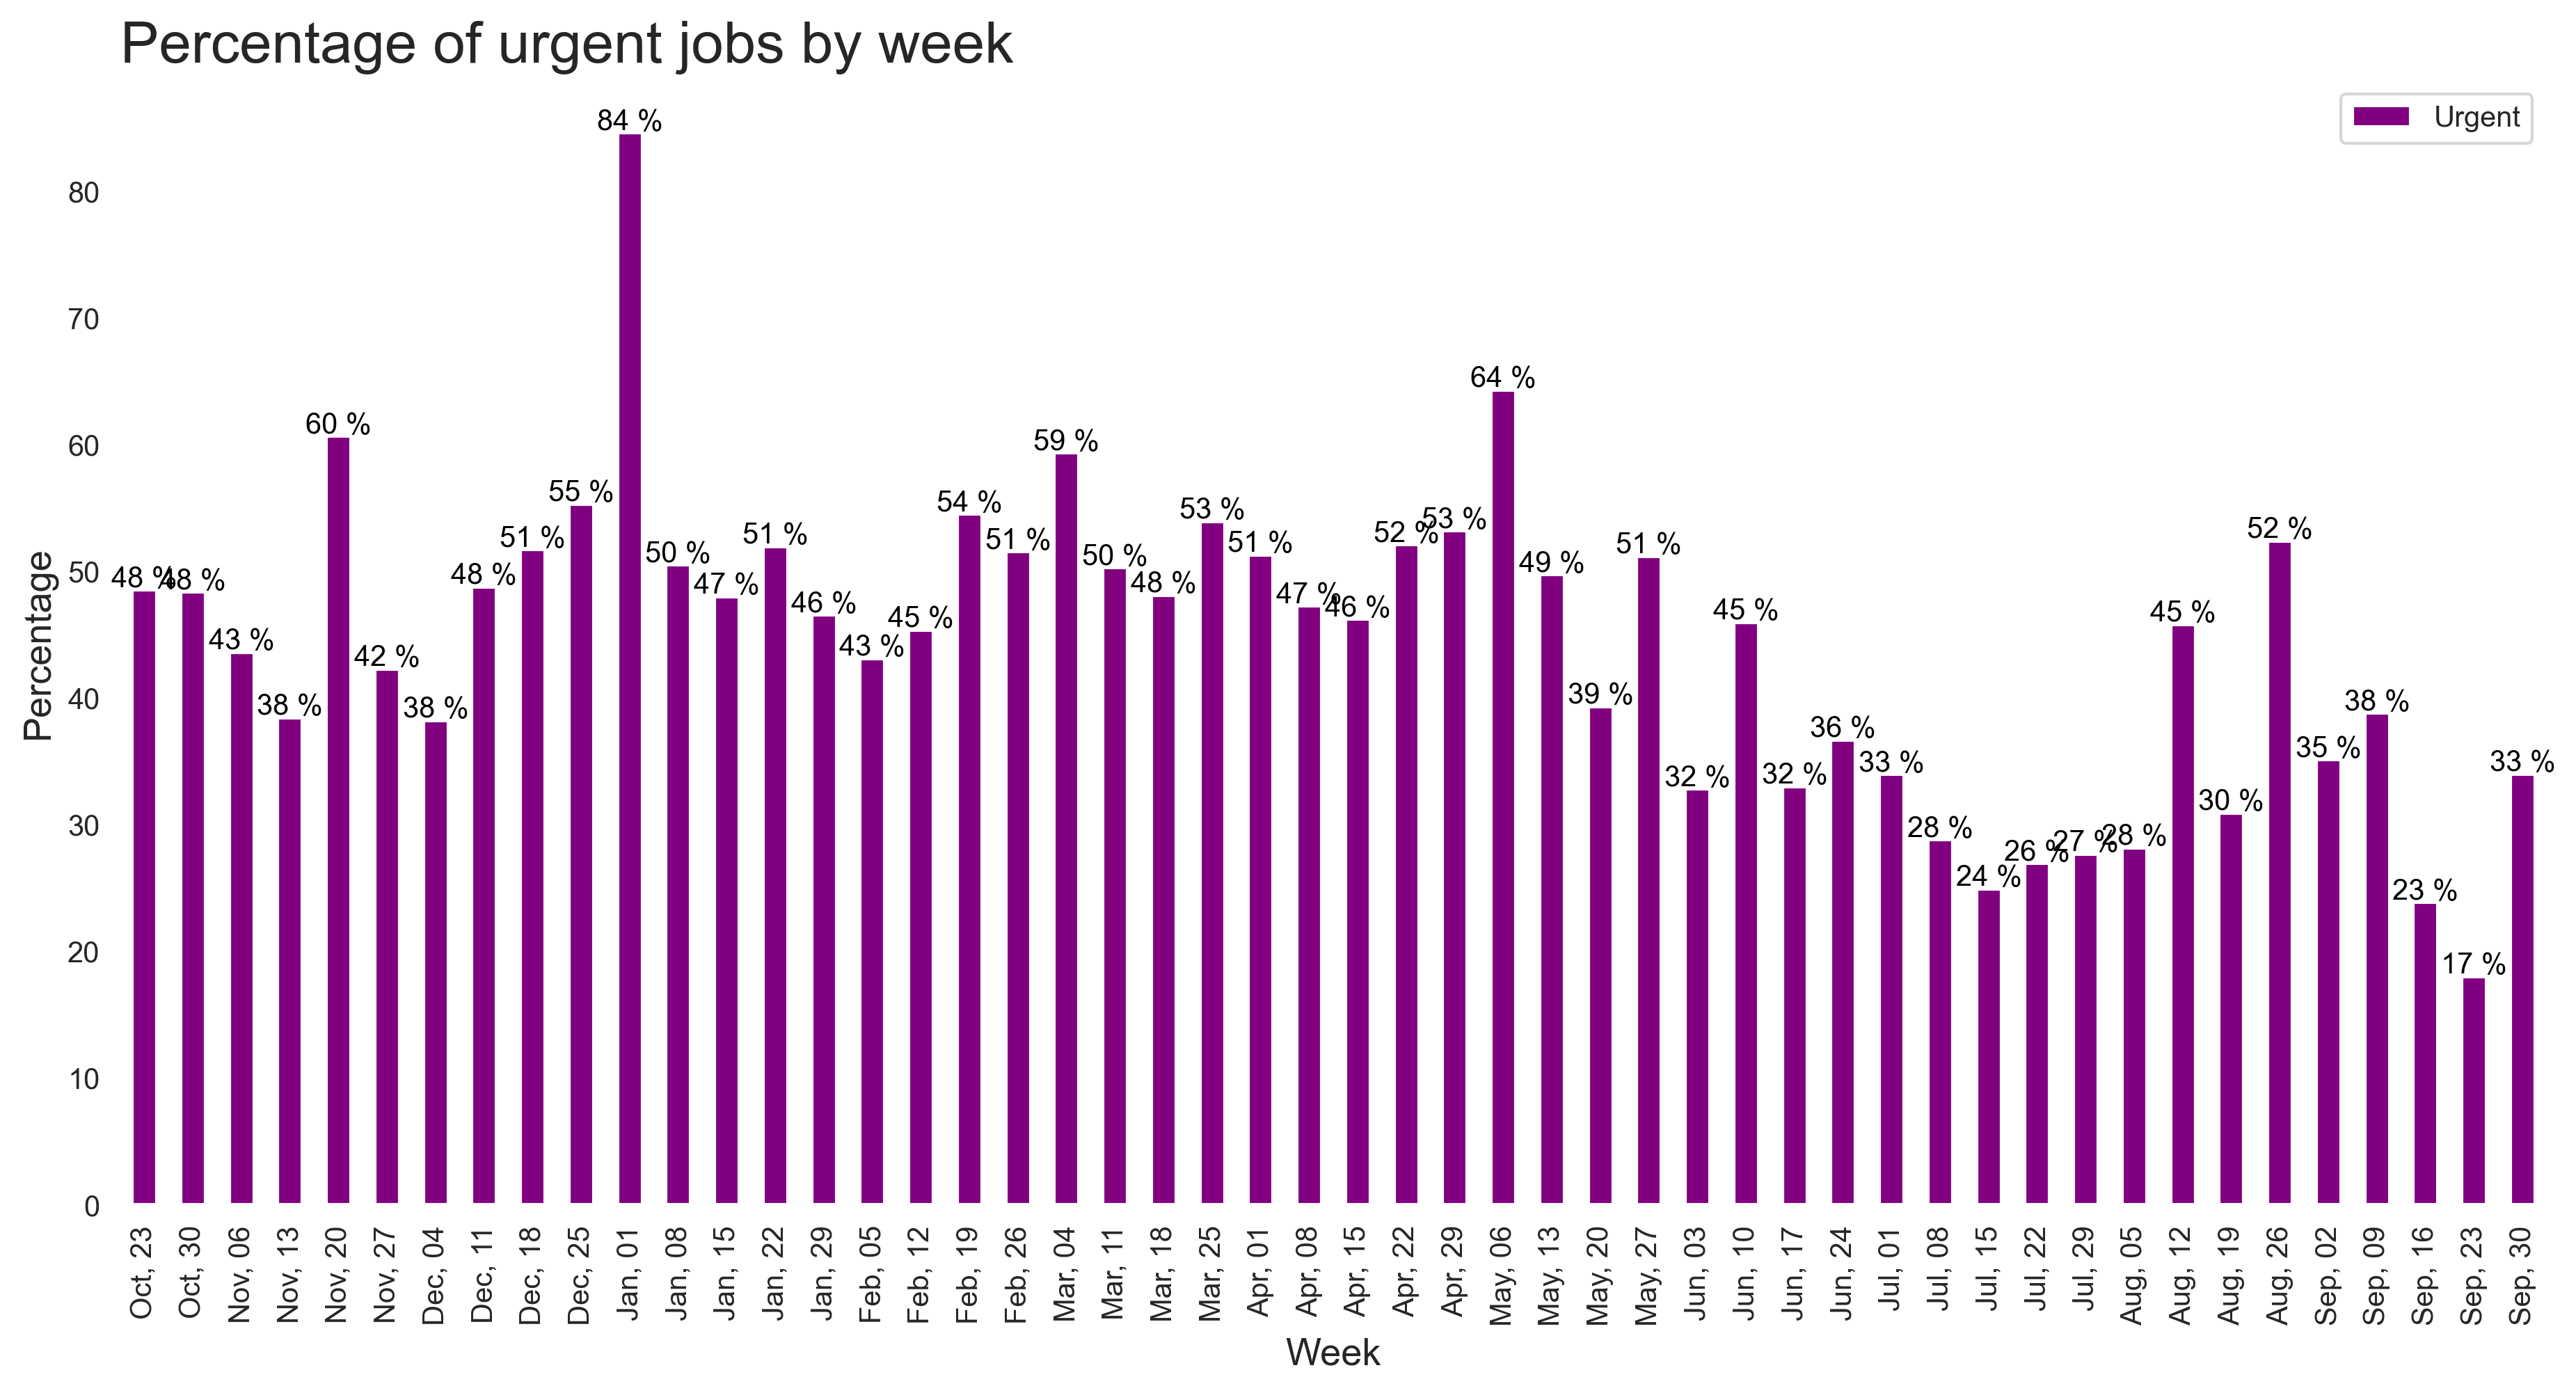 Percentage of urgent jobs by week
Urgent
Percentage
80
70
60
50
40
30
20
10
0
48 %
48 %
43 %
38 %
60 %
42 %
38 %
48 %
51 %
55 %
84 %
50 %
47 %
51 %
46 %
43 %
45 %
54 %
51 %
59 %
50 %
48 %
53 %
51 %
47 %
46 %
52 %
53 %
64 %
49 %
39 %
51 %
32 %
45 %
32 %
36 %
33 %
28 %
24 %
26 %
27 %
28 %
45 %
30 %
52 %
35 %
38 %
23 %
17 %
33 %
Oct, 23
Oct, 30
Nov, 06
Nov, 13
Nov, 20
Nov, 27
Dec, 04
Dec, 11
Dec, 18
Dec, 25
Jan, 01
Jan, 08
Jan, 15
Jan, 22
Jan, 29
Feb, 05
Feb, 12
Feb, 19
Feb, 26
Mar, 04
Mar, 11
Mar, 18
Mar, 25
Apr, 01
Apr, 08
Apr, 15
Apr, 22
Apr, 29
May, 06
May, 13
May, 20
May, 27
Jun, 03
Jun, 10
Jun, 17
Jun, 24
Jul, 01
Jul, 08
Jul, 15
Jul, 22
Jul, 29
Aug, 05
Aug, 12
Aug, 19
Aug, 26
Sep, 02
Sep, 09
Sep, 16
Sep, 23
Sep, 30
Week